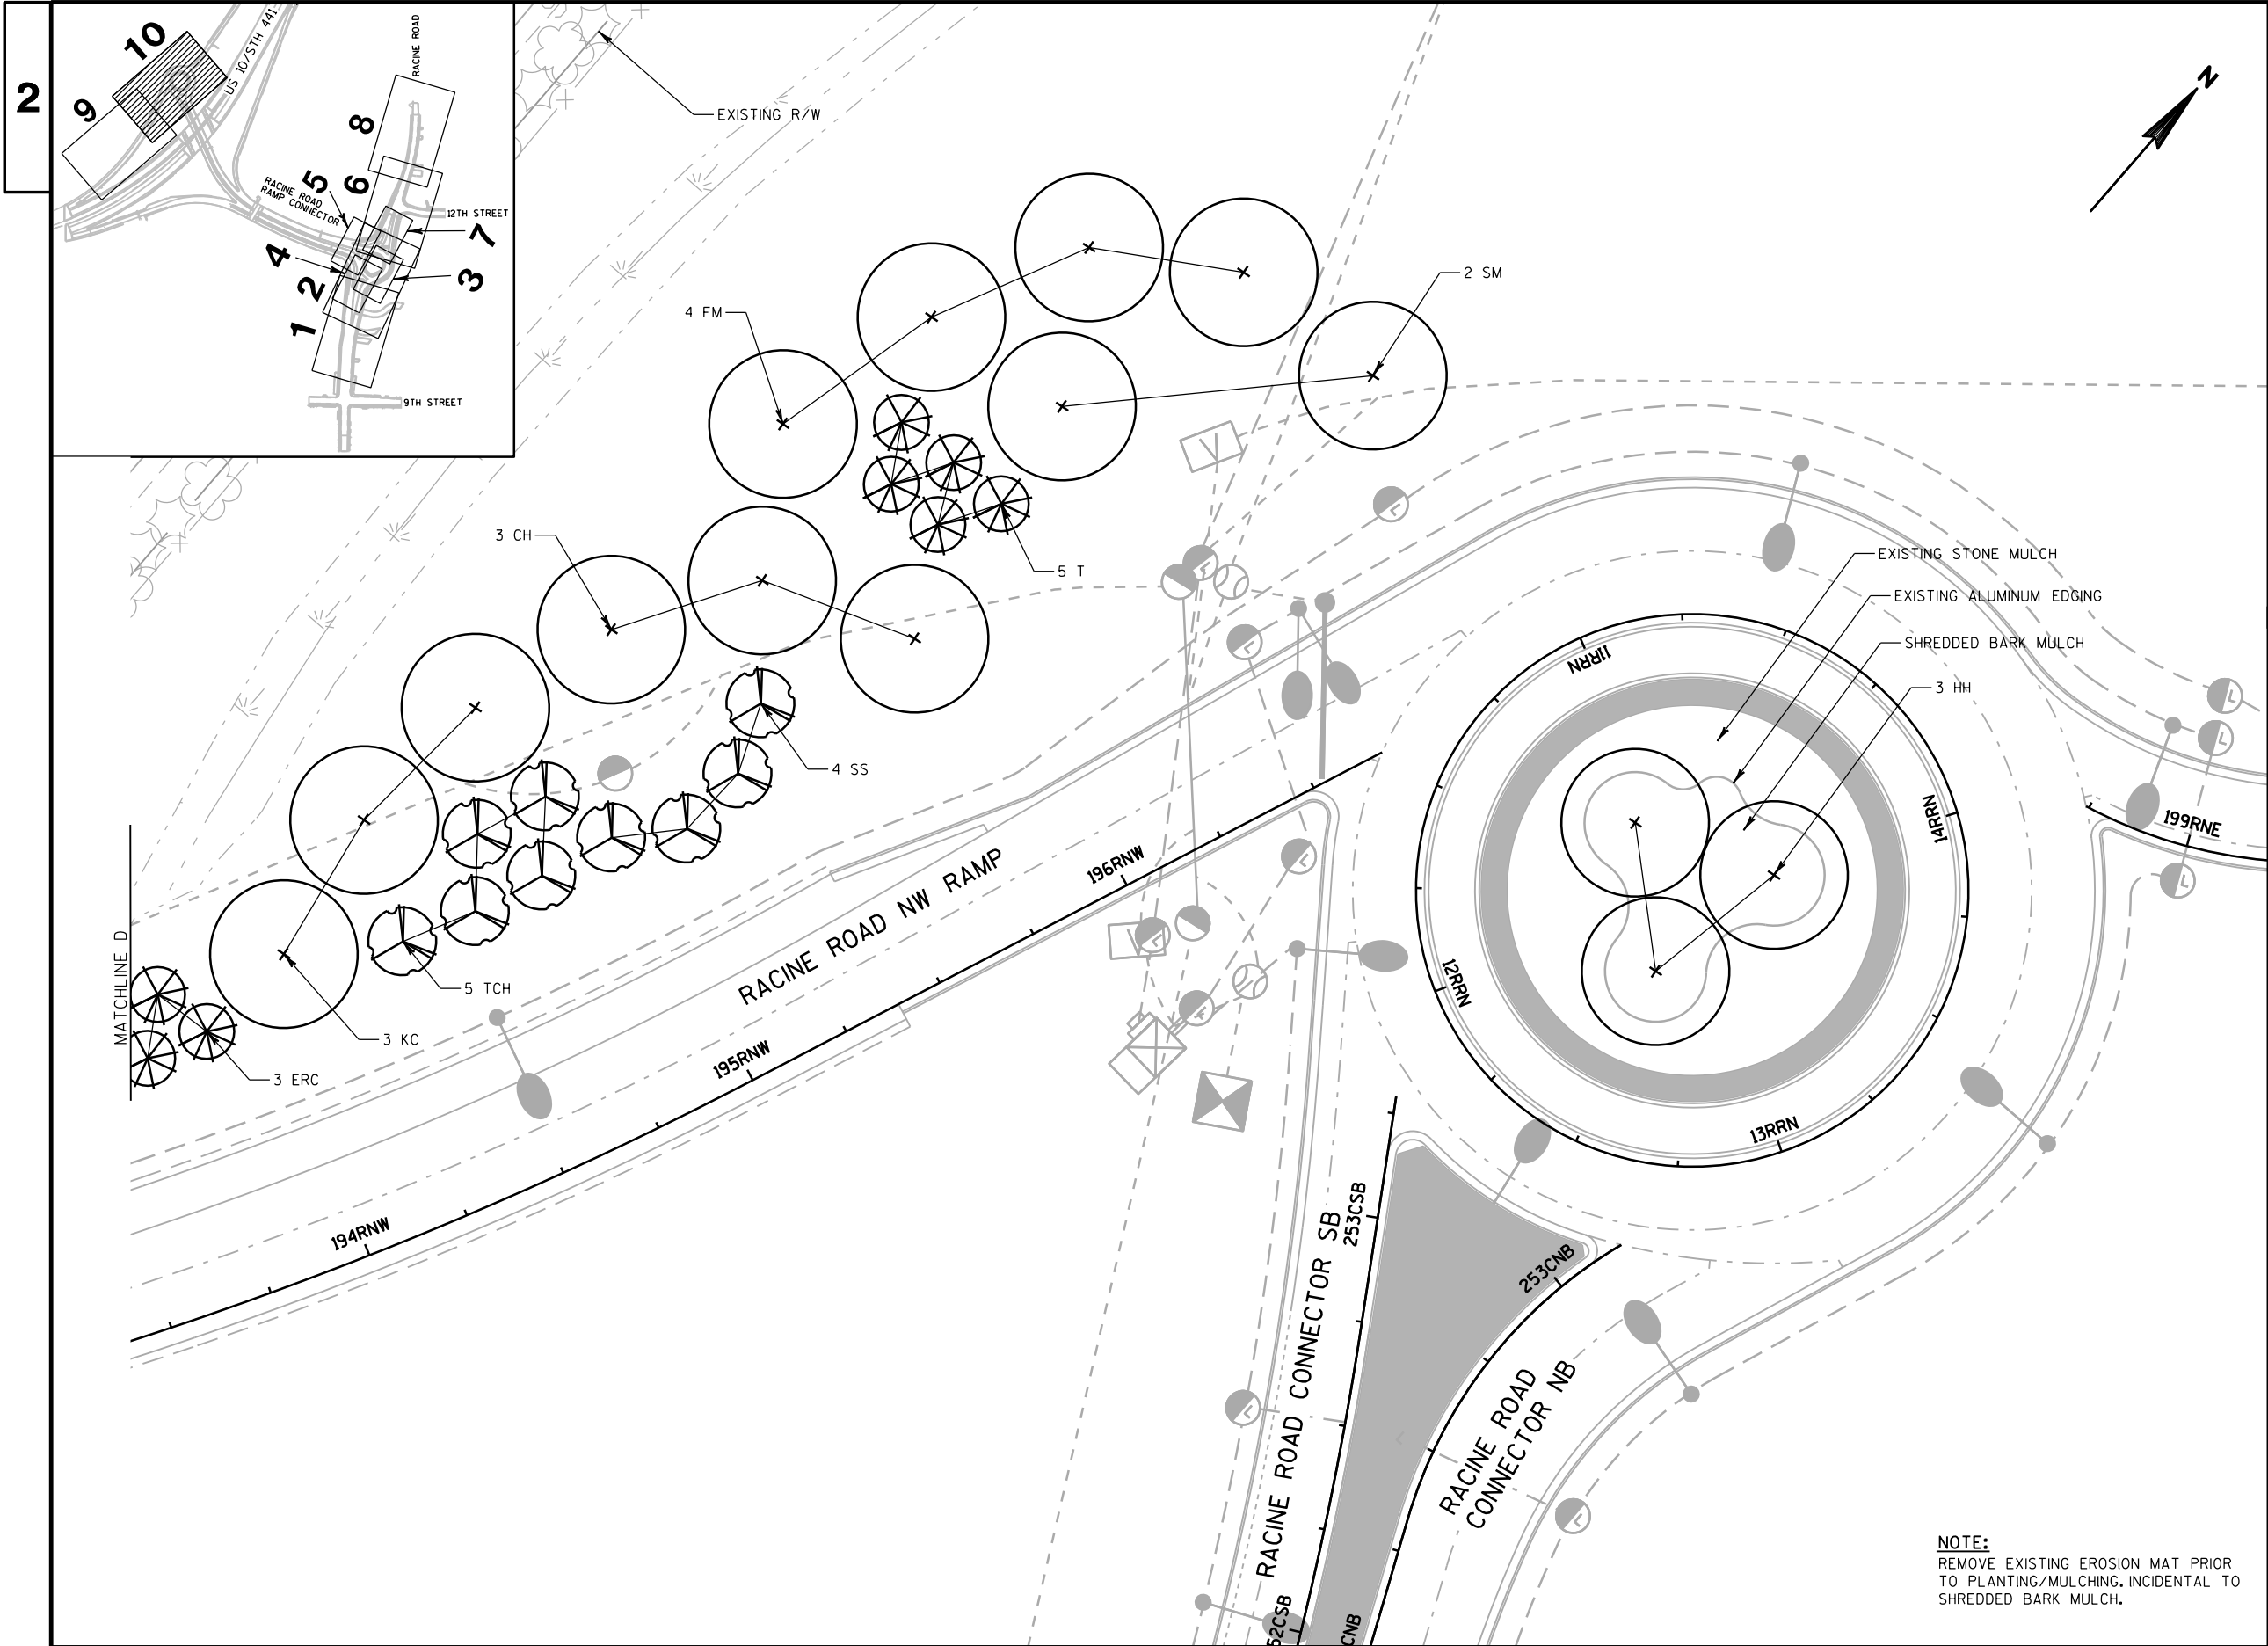 2
10
9
US 10/STH 441
RACINE ROAD
8
RACINE ROAD
RAMP CONNECTOR
5
6
12TH STREET
7
4
3
2
1
9TH STREET
EXISTING R/W
N
2 SM
4 FM
3 CH
5 T
EXISTING STONE MULCH
EXISTING ALUMINUM EDGING
SHREDDED BARK MULCH
3 HH
11RRN
14RRN
12RRN
13RRN
199RNE
4 SS
5 TCH
3 KC
3 ERC
MATCHLINE D
RACINE ROAD NW RAMP
196RNW
195RNW
194RNW
RACINE ROAD CONNECTOR SB
253CSB
253CNB
RACINE ROAD
CONNECTOR NB
52CSB
CNB
NOTE:
REMOVE EXISTING EROSION MAT PRIOR
TO PLANTING/MULCHING. INCIDENTAL TO
SHREDDED BARK MULCH.